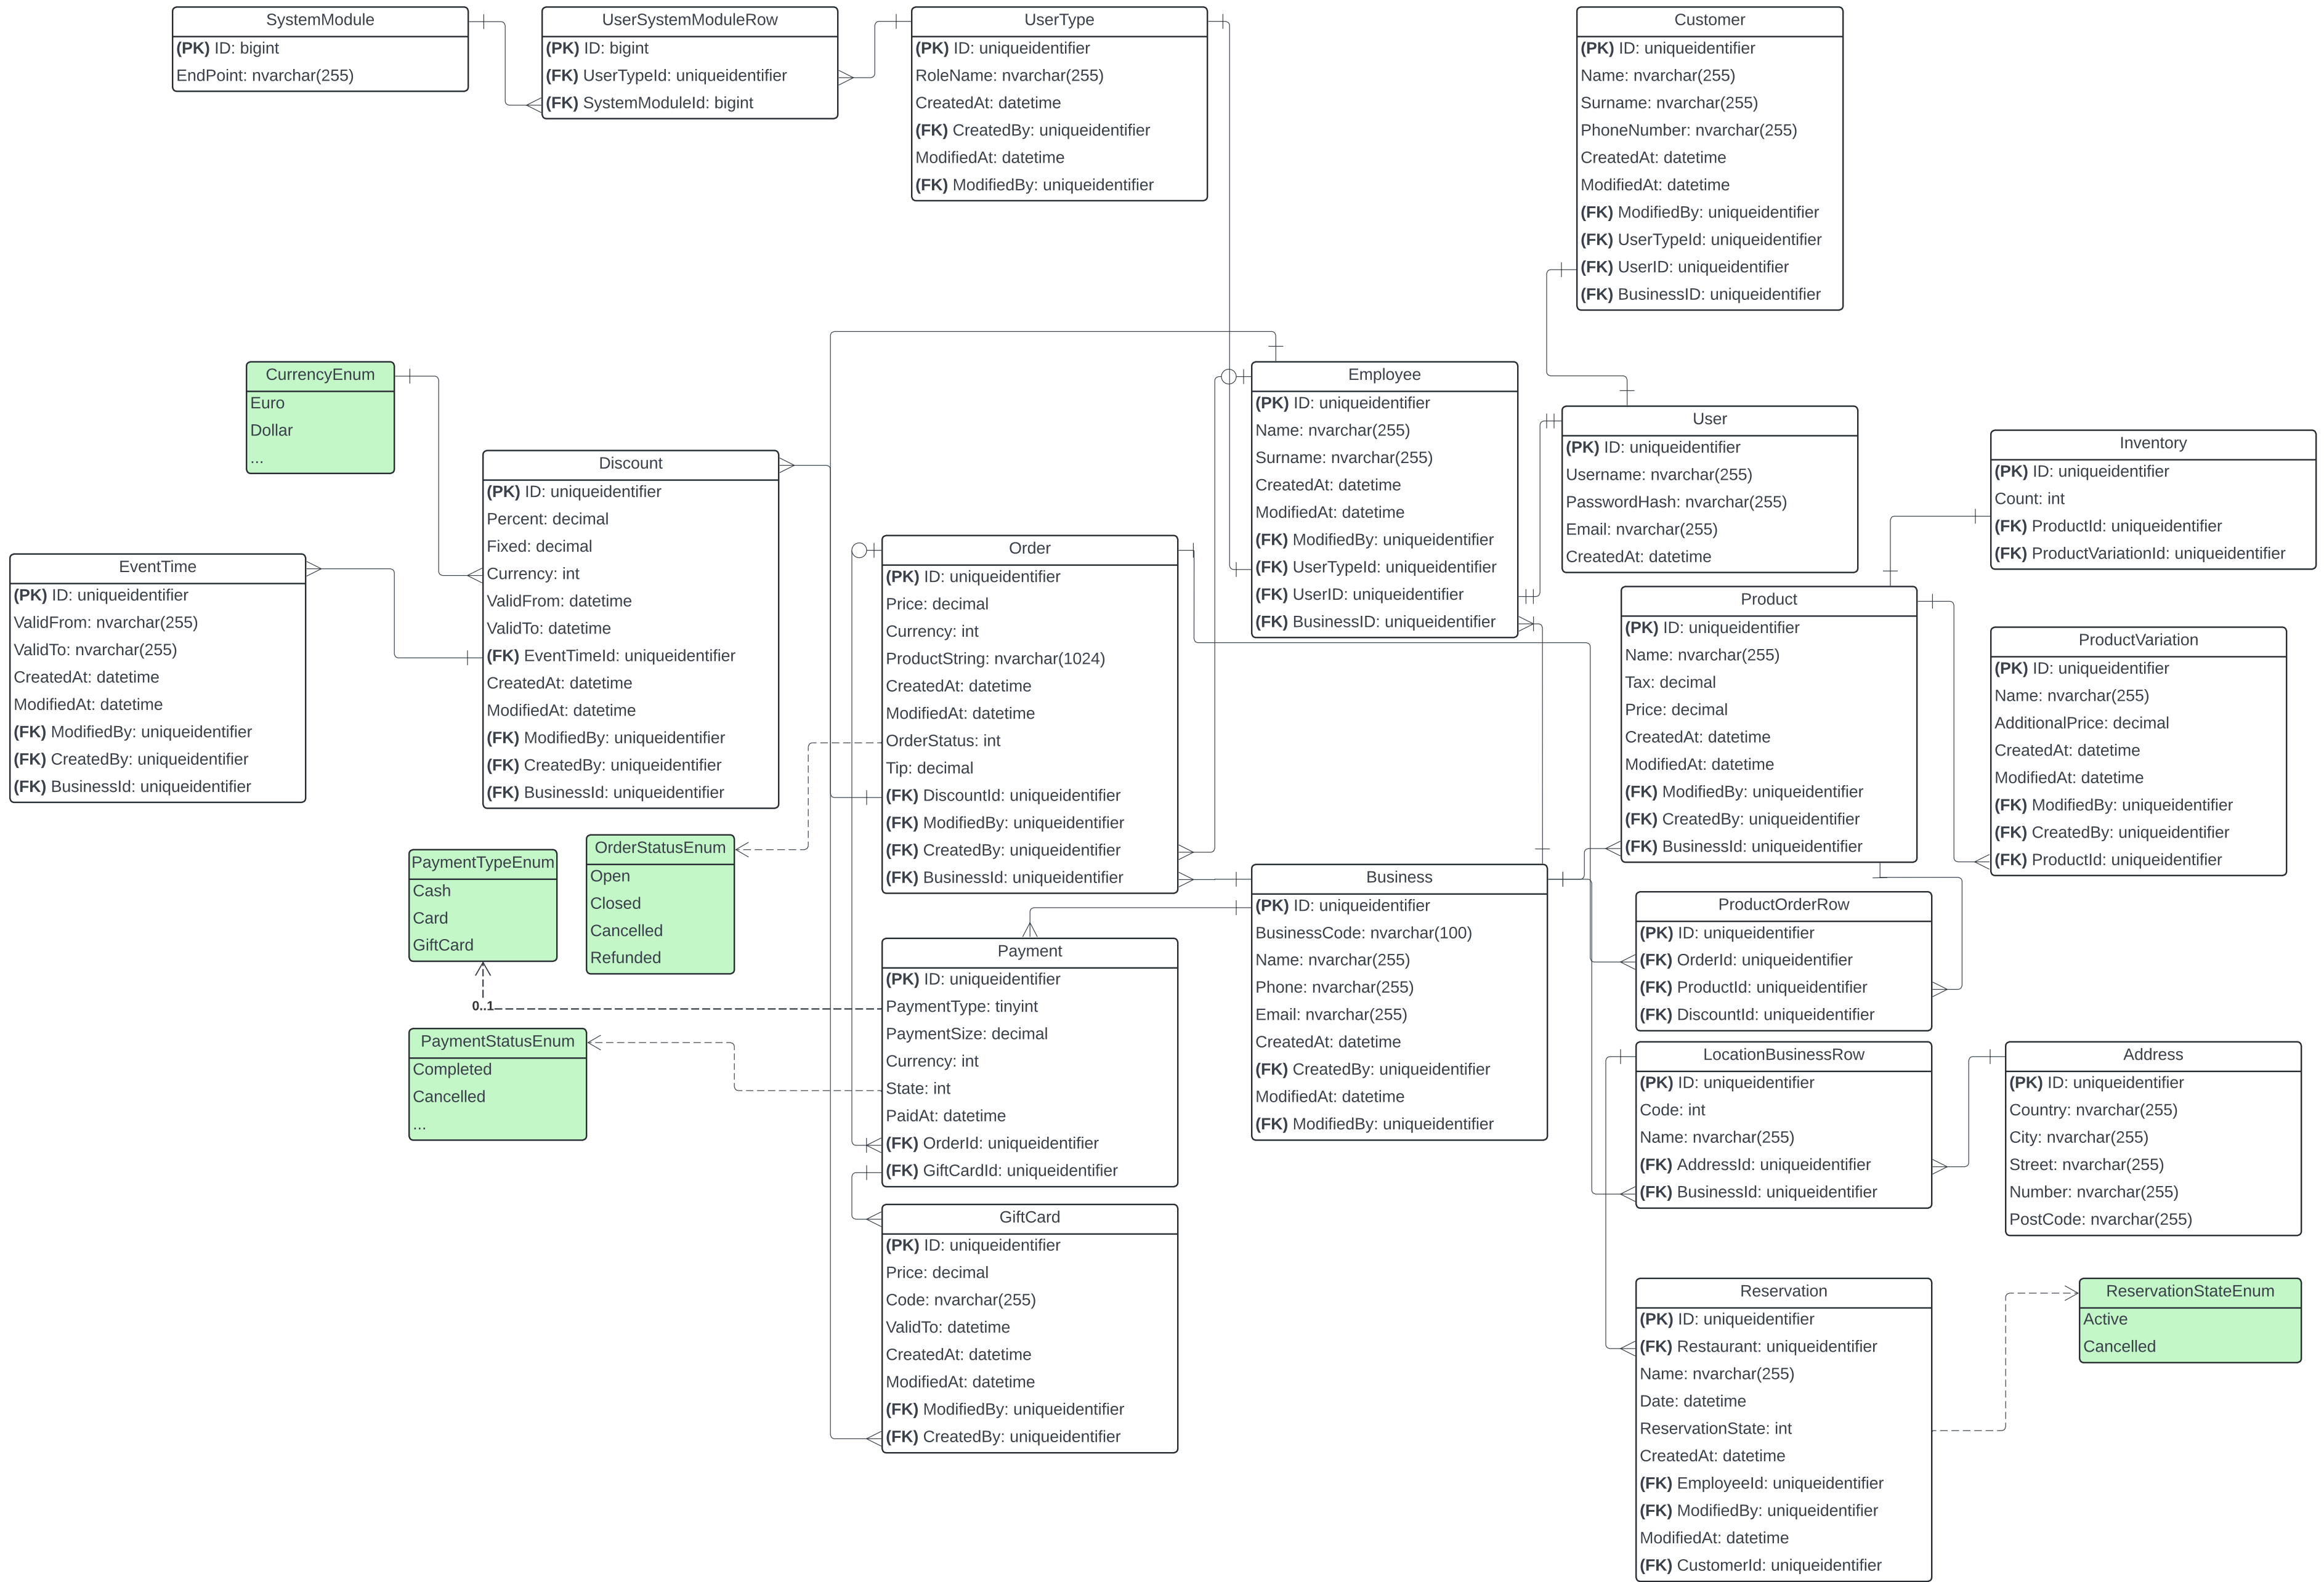 SystemModule
(PK) ID: bigint
EndPoint: nvarchar(255)
UserSystemModuleRow
(PK) ID: bigint
(FK) UserTypeId: uniqueidentifier
(FK) SystemModuleId: bigint
UserType
(PK) ID: uniqueidentifier
RoleName: nvarchar(255)
CreatedAt: datetime
(FK) CreatedBy: uniqueidentifier
ModifiedAt: datetime
(FK) ModifiedBy: uniqueidentifier
Customer
(PK) ID: uniqueidentifier
Name: nvarchar(255)
Surname: nvarchar(255)
PhoneNumber: nvarchar(255)
CreatedAt: datetime
ModifiedAt: datetime
(FK) ModifiedBy: uniqueidentifier
(FK) UserTypeId: uniqueidentifier
(FK) UserID: uniqueidentifier
(FK) BusinessID: uniqueidentifier
CurrencyEnum
Euro
Dollar
...
Employee
(PK) ID: uniqueidentifier
Name: nvarchar(255)
Surname: nvarchar(255)
CreatedAt: datetime
ModifiedAt: datetime
(FK) ModifiedBy: uniqueidentifier
(FK) UserTypeId: uniqueidentifier
(FK) UserID: uniqueidentifier
(FK) BusinessID: uniqueidentifier
User
(PK) ID: uniqueidentifier
Username: nvarchar(255)
PasswordHash: nvarchar(255)
Email: nvarchar(255)
CreatedAt: datetime
Inventory
(PK) ID: uniqueidentifier
Count: int
(FK) ProductId: uniqueidentifier
(FK) ProductVariationId: uniqueidentifier
Discount
(PK) ID: uniqueidentifier
Percent: decimal
Fixed: decimal
Currency: int
ValidFrom: datetime
ValidTo: datetime
(FK) EventTimeId: uniqueidentifier
CreatedAt: datetime
ModifiedAt: datetime
(FK) ModifiedBy: uniqueidentifier
(FK) CreatedBy: uniqueidentifier
(FK) BusinessId: uniqueidentifier
EventTime
(PK) ID: uniqueidentifier
ValidFrom: nvarchar(255)
ValidTo: nvarchar(255)
CreatedAt: datetime
ModifiedAt: datetime
(FK) ModifiedBy: uniqueidentifier
(FK) CreatedBy: uniqueidentifier
(FK) BusinessId: uniqueidentifier
Order
(PK) ID: uniqueidentifier
Price: decimal
Currency: int
ProductString: nvarchar(1024)
CreatedAt: datetime
ModifiedAt: datetime
OrderStatus: int
Tip: decimal
(FK) DiscountId: uniqueidentifier
(FK) ModifiedBy: uniqueidentifier
(FK) CreatedBy: uniqueidentifier
(FK) BusinessId: uniqueidentifier
Product
(PK) ID: uniqueidentifier
Name: nvarchar(255)
Tax: decimal
Price: decimal
CreatedAt: datetime
ModifiedAt: datetime
(FK) ModifiedBy: uniqueidentifier
(FK) CreatedBy: uniqueidentifier
(FK) BusinessId: uniqueidentifier
ProductVariation
(PK) ID: uniqueidentifier
Name: nvarchar(255)
AdditionalPrice: decimal
CreatedAt: datetime
ModifiedAt: datetime
(FK) ModifiedBy: uniqueidentifier
(FK) CreatedBy: uniqueidentifier
(FK) ProductId: uniqueidentifier
PaymentTypeEnum
Cash
Card
GiftCard
0..1
OrderStatusEnum
Open
Closed
Cancelled
Refunded
PaymentStatusEnum
Completed
Cancelled
...
Payment
(PK) ID: uniqueidentifier
PaymentType: tinyint
PaymentSize: decimal
Currency: int
State: int
PaidAt: datetime
(FK) OrderId: uniqueidentifier
(FK) GiftCardId: uniqueidentifier
Business
(PK) ID: uniqueidentifier
BusinessCode: nvarchar(100)
Name: nvarchar(255)
Phone: nvarchar(255)
Email: nvarchar(255)
CreatedAt: datetime
(FK) CreatedBy: uniqueidentifier
ModifiedAt: datetime
(FK) ModifiedBy: uniqueidentifier
ProductOrderRow
(PK) ID: uniqueidentifier
(FK) OrderId: uniqueidentifier
(FK) ProductId: uniqueidentifier
(FK) DiscountId: uniqueidentifier
LocationBusinessRow
(PK) ID: uniqueidentifier
Code: int
Name: nvarchar(255)
(FK) AddressId: uniqueidentifier
(FK) BusinessId: uniqueidentifier
Address
(PK) ID: uniqueidentifier
Country: nvarchar(255)
City: nvarchar(255)
Street: nvarchar(255)
Number: nvarchar(255)
PostCode: nvarchar(255)
GiftCard
(PK) ID: uniqueidentifier
Price: decimal
Code: nvarchar(255)
ValidTo: datetime
CreatedAt: datetime
ModifiedAt: datetime
(FK) ModifiedBy: uniqueidentifier
(FK) CreatedBy: uniqueidentifier
Reservation
(PK) ID: uniqueidentifier
(FK) Restaurant: uniqueidentifier
Name: nvarchar(255)
Date: datetime
ReservationState: int
CreatedAt: datetime
(FK) EmployeeId: uniqueidentifier
(FK) ModifiedBy: uniqueidentifier
ModifiedAt: datetime
(FK) CustomerId: uniqueidentifier
ReservationStateEnum
Active
Cancelled